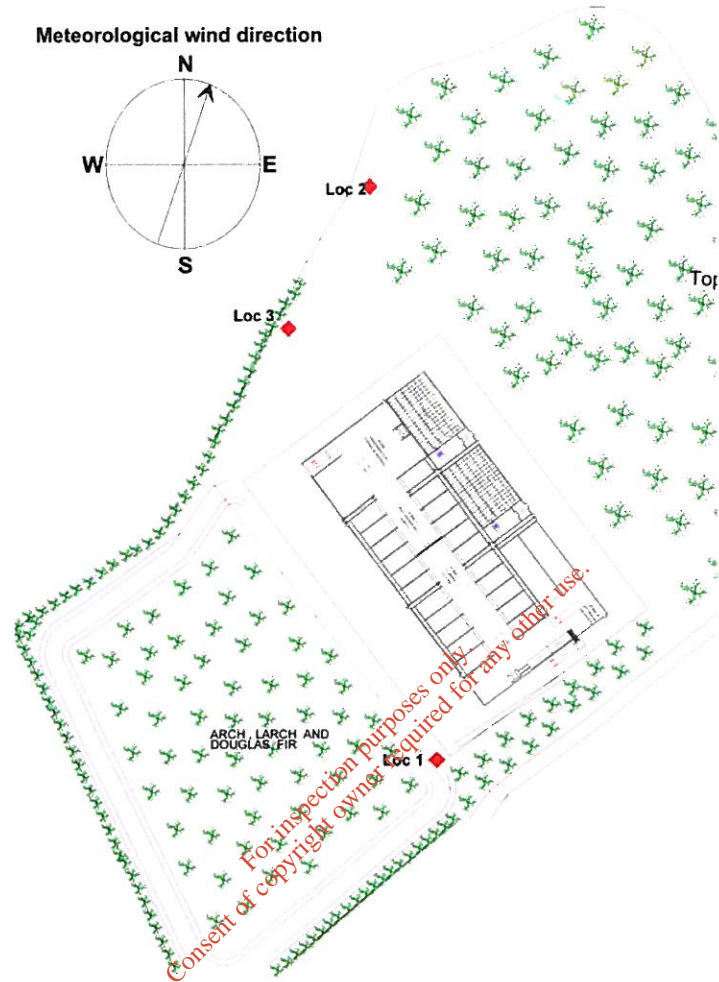 Meteorological wind direction
N
W
E
S
Loc 2
Loc 3
Top
ARCH , LARCH AND
DOUGLAS FIR
Loc 1
For inspection purposes only.
Consent of copyright owner required for any other use.